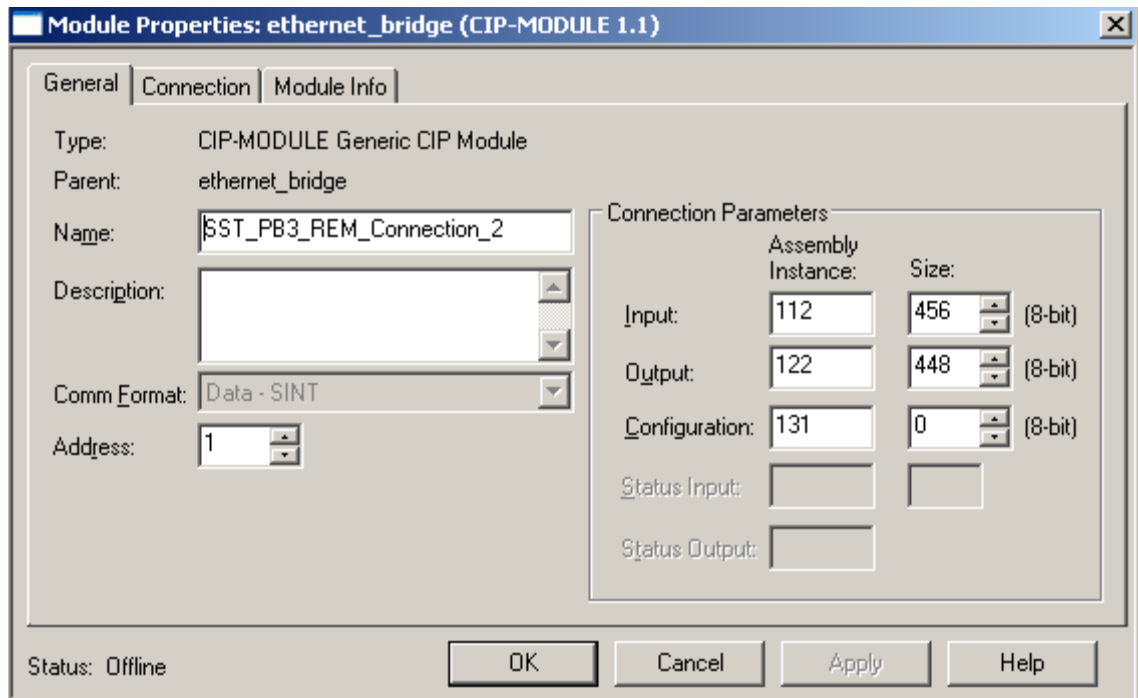 Module Properties: ethernet_bridge (CIP-MODULE 1.1)
General Connection Module Info
Type: CIP-MODULE Generic CIP Module
Parent: ethernet_bridge
Name: SST_PB3_REM_Connection_2
Description:
Comm Format: Data - SINT
Address: 1
Connection Parameters
Assembly
Instance: Size:
Input: 112 456 (8-bit)
Output: 122 448 (8-bit)
Configuration: 131 0 (8-bit)
Status Input:
Status Output:
Status: Offline
OK Cancel Apply Help